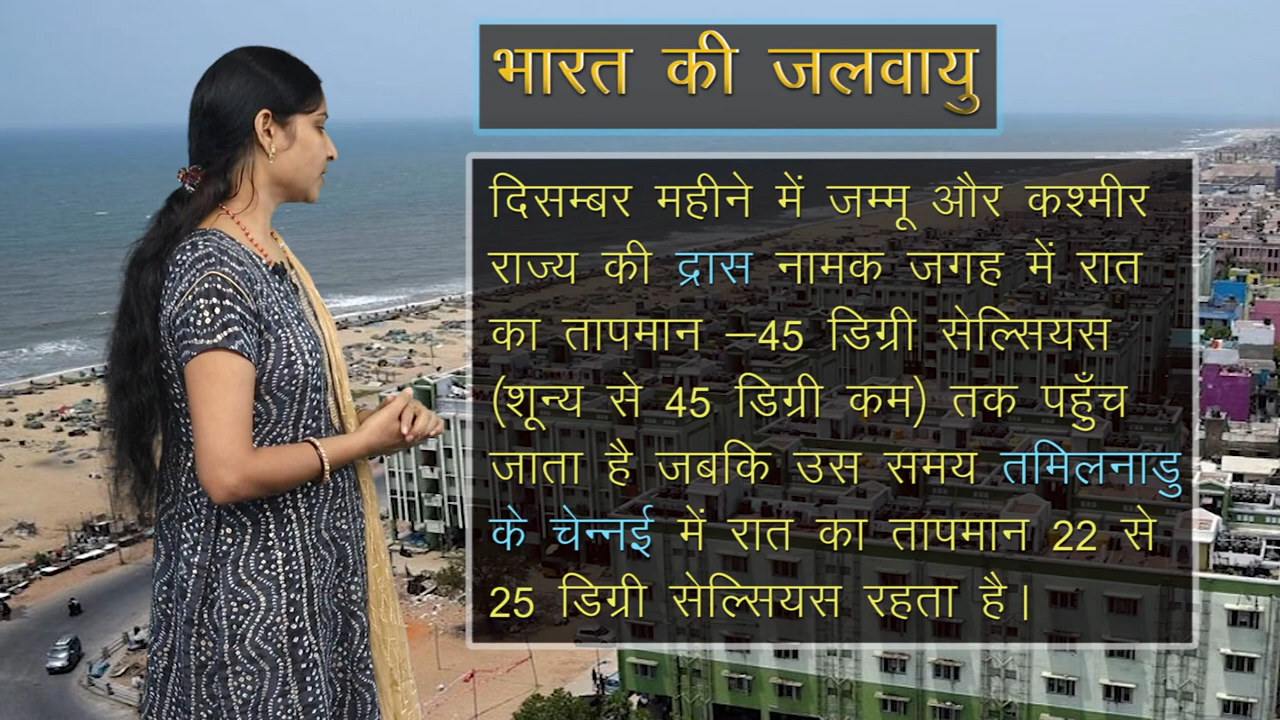 भारत की जलवायु
दिसम्बर महीने में जम्मू और कश्मीर
राज्य की द्रास नामक जगह में रात
का तापमान –45 डिग्री सेल्सियस
(शून्य से 45 डिग्री कम) तक पहुँच
जाता है जबकि उस समय तमिलनाडु
के चेन्नई में रात का तापमान 22 से
25 डिग्री सेल्सियस रहता है|